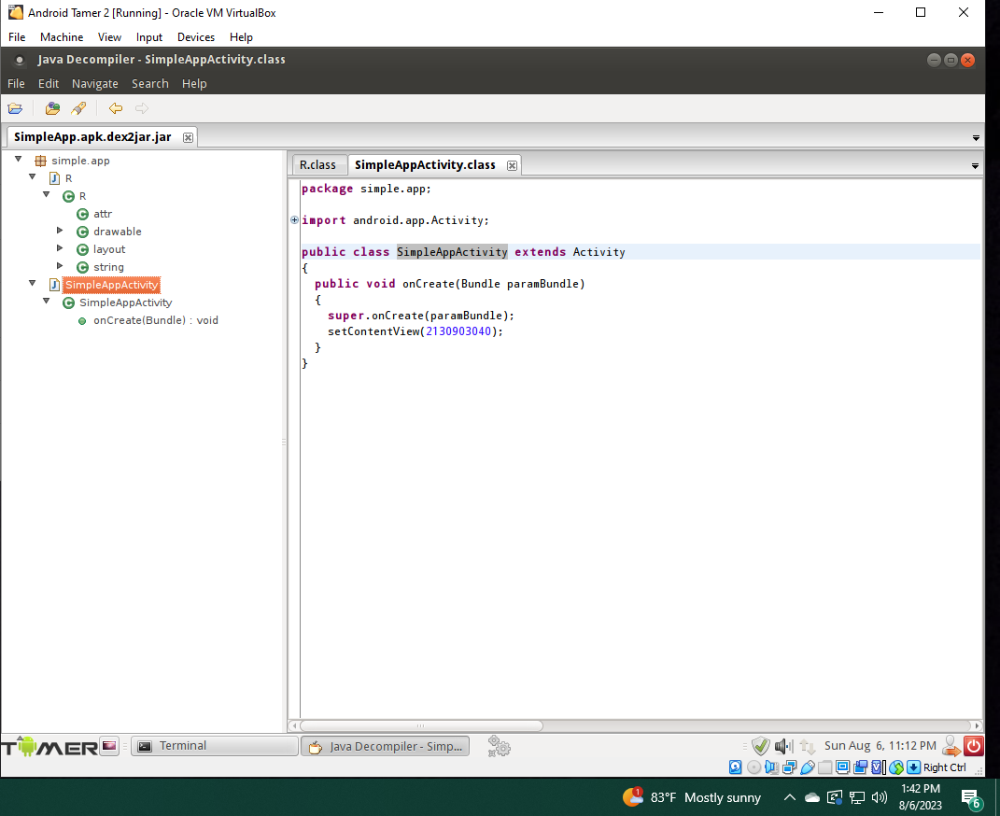 Android Tamer 2 [Running] - Oracle VM VirtualBox
File Machine View Input Devices Help
Java Decompiler - SimpleAppActivity.class
File Edit Navigate Search Help
SimpleApp.apk.dex2jar.jar
simple.app
J R
C R
C attr
C drawable
C layout
C string
J SimpleAppActivity
C SimpleAppActivity
onCreate(Bundle) : void
R.class SimpleAppActivity.class
package simple.app;
import android.app.Activity;
public class SimpleAppActivity extends Activity
{
public void onCreate(Bundle paramBundle)
{
super.onCreate(paramBundle);
setContentView(2130903040);
}
}
TAMER Terminal Java Decompiler - Simp... Sun Aug 6, 11:12 PM
Right Ctrl
1 83°F Mostly sunny 1:42 PM
8/6/2023 6